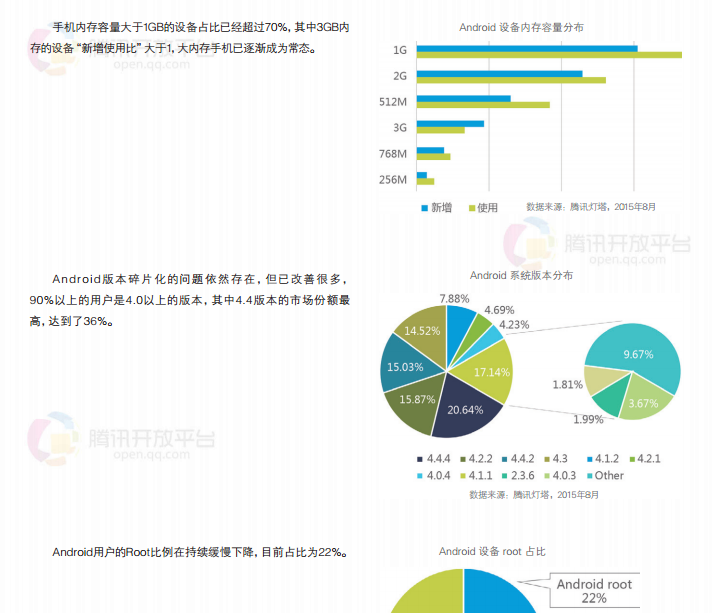 手机内存容量大于1GB的设备占比已经超过70%，其中3GB内
存的设备“新增使用比”大于1，大内存手机已逐渐成为常态。
腾讯开放平台
open.qq.com
Android 设备内存容量分布
1G
2G
512M
3G
768M
256M
新增 使用 数据来源：腾讯灯塔，2015年8月
腾讯开放平台
open.qq.com
Android版本碎片化的问题依然存在，但已改善很多，
90%以上的用户是4.0以上的版本，其中4.4版本的市场份额最
高，达到了36%。
Android 系统版本分布
7.88%
4.69%
4.23%
14.52%
9.67%
15.03%
17.14%
1.81%
15.87%
20.64%
3.67%
1.99%
4.4.4 4.2.2 4.4.2 4.3 4.1.2 4.2.1
4.0.4 4.1.1 2.3.6 4.0.3 Other
数据来源：腾讯灯塔，2015年8月
腾讯开放平台
open.qq.com
Android用户的Root比例在持续缓慢下降，目前占比为22%。
Android 设备 root 占比
Android root
22%